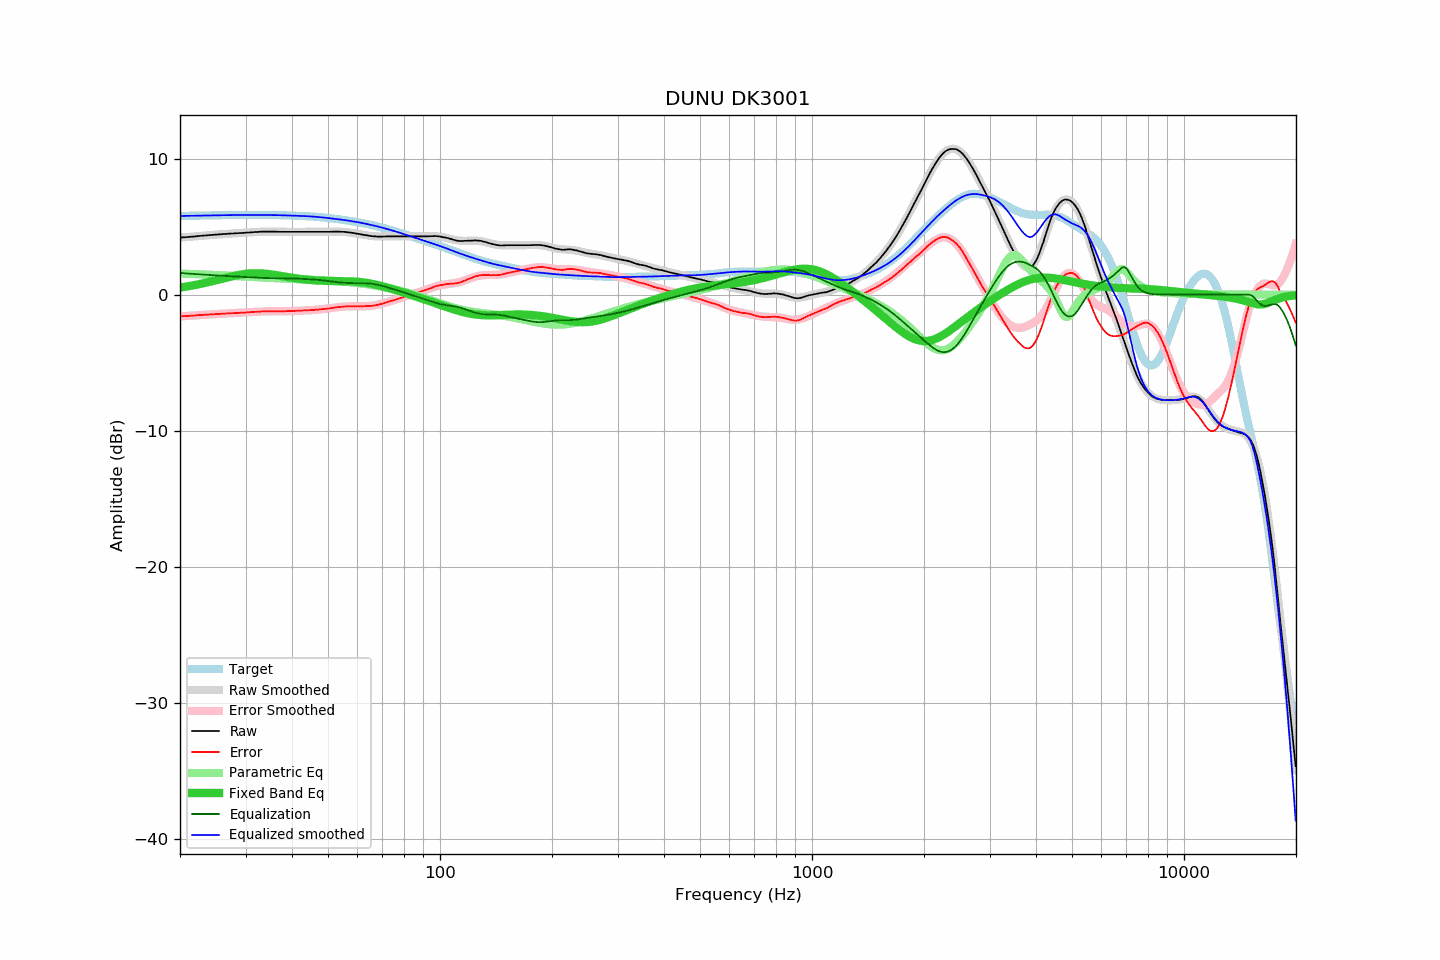 DUNU DK3001
10
0
−10
−20
−30
−40
Amplitude (dBr)
Target
Raw Smoothed
Error Smoothed
Raw
Error
Parametric Eq
Fixed Band Eq
Equalization
Equalized smoothed
100
1000
10000
Frequency (Hz)